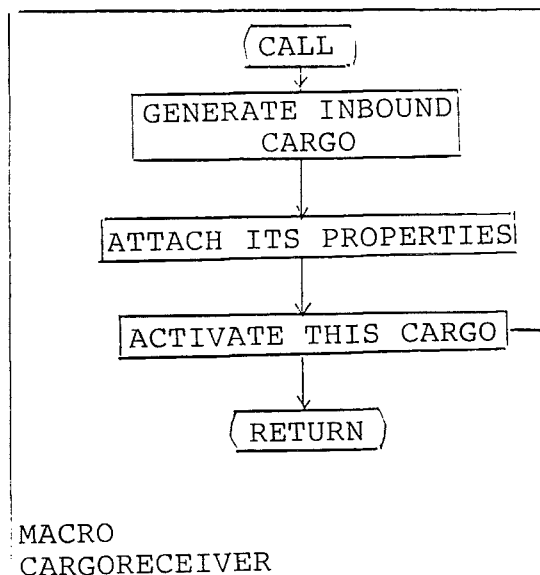 CALL
GENERATE INBOUND
CARGO
ATTACH ITS PROPERTIES
ACTIVATE THIS CARGO
RETURN
MACRO
CARGORECEIVER